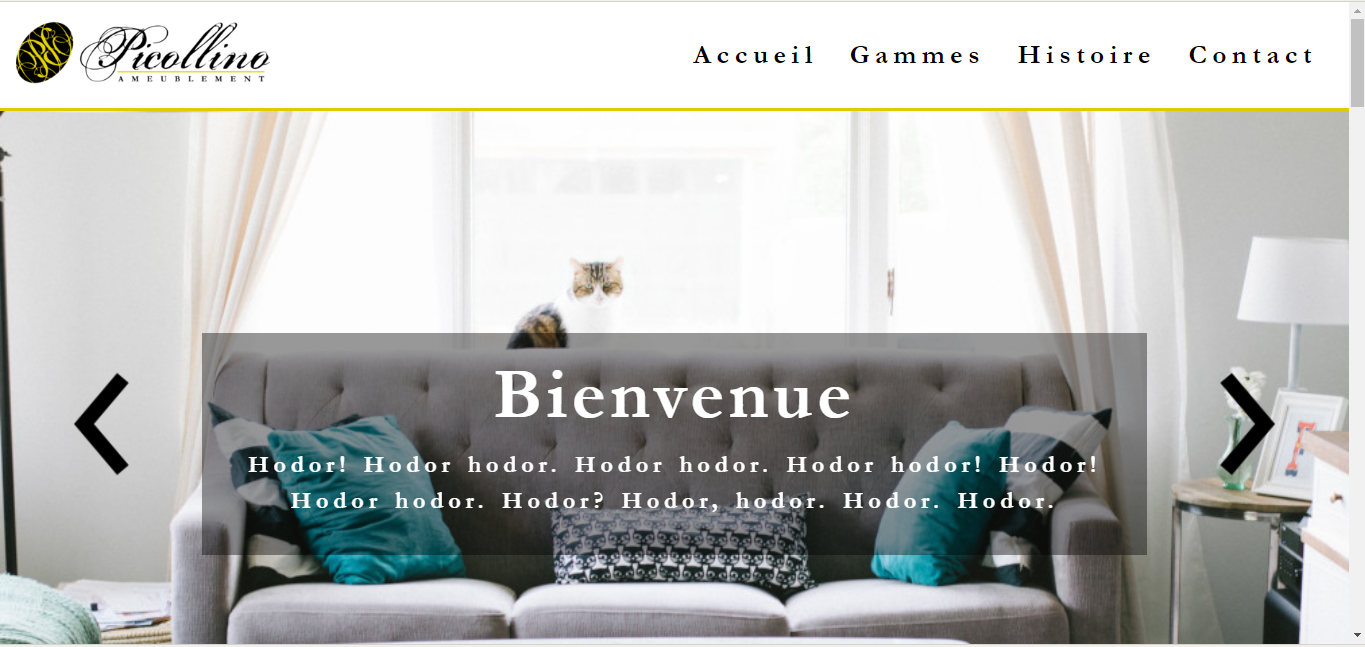 Picollino
AMEUBLEMENT
Accueil Gammes Histoire Contact
Bienvenue
Hodor! Hodor hodor. Hodor hodor. Hodor hodor! Hodor!
Hodor hodor. Hodor? Hodor, hodor. Hodor. Hodor.